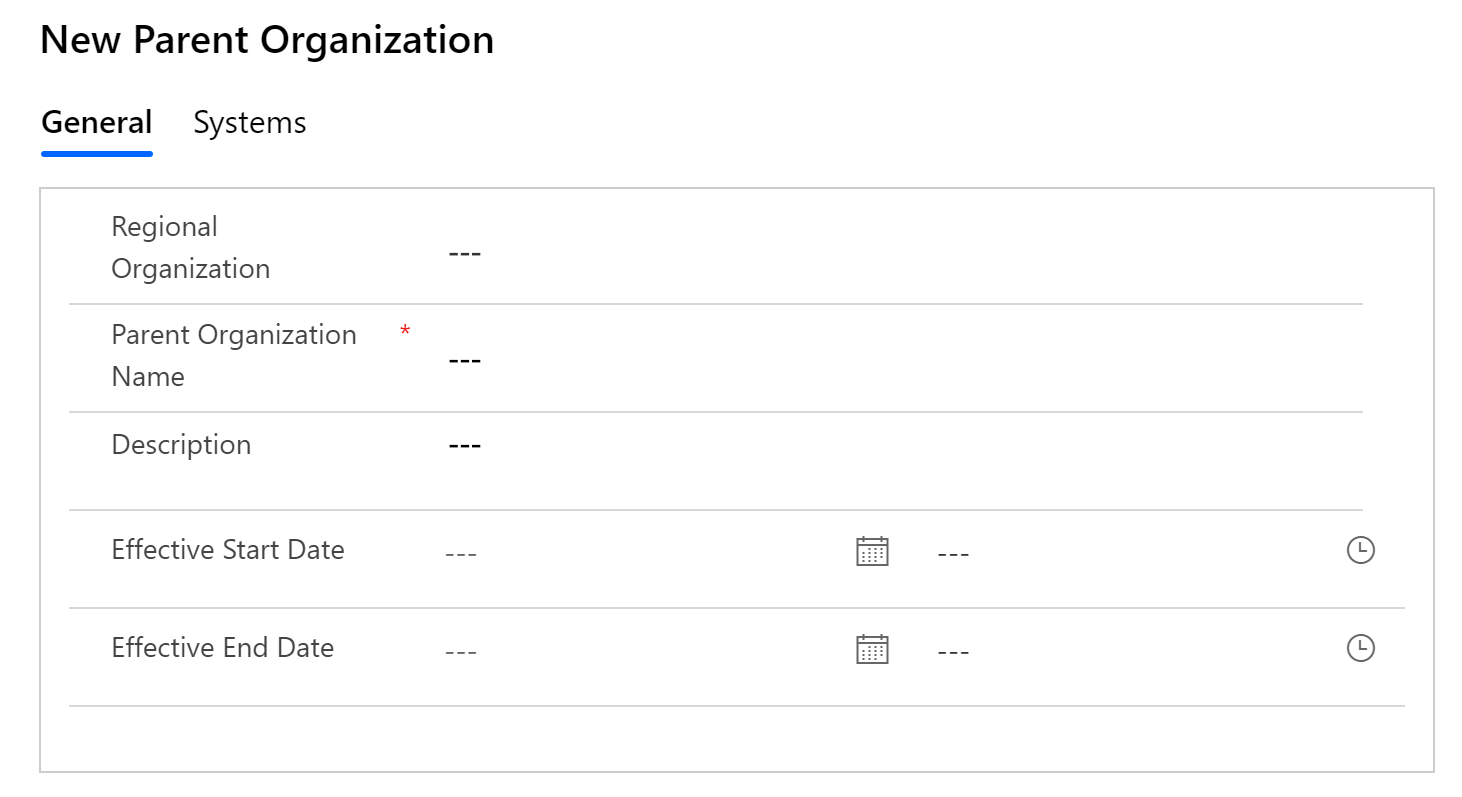 New Parent Organization
General Systems
Regional
Organization
---
Parent Organization *
Name
---
Description ---
Effective Start Date --- ---
Effective End Date --- ---